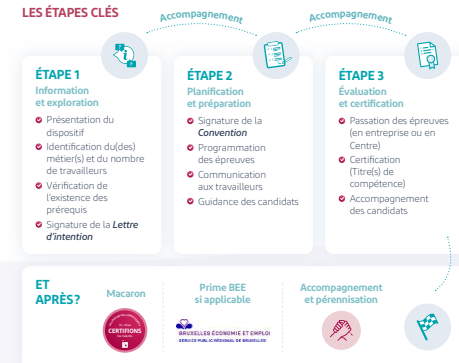 LES ÉTAPES CLÉS
Accompagnement
Accompagnement
ÉTAPE 1
Information
et exploration
Présentation du
dispositif
Identification du(des)
métier(s) et du nombre
de travailleurs
Vérification de
l'existence des
prérequis
Signature de la Lettre
d'intention
ÉTAPE 2
Planification
et préparation
Signature de la
Convention
Programmation
des épreuves
Communication
aux travailleurs
Guidance des candidats
ÉTAPE 3
Évaluation
et certification
Passation des épreuves
(en entreprise ou en
Centre)
Certification
(Titre(s) de
compétence)
Accompagnement
des candidats
ET
APRÈS ?
Macaron
CERTIFIONS
Prime BEE
si applicable
BRUXELLES ÉCONOMIE ET EMPLOI
SERVICE PUBLIC RÉGIONAL DE BRUXELLES
Accompagnement
et pérennisation